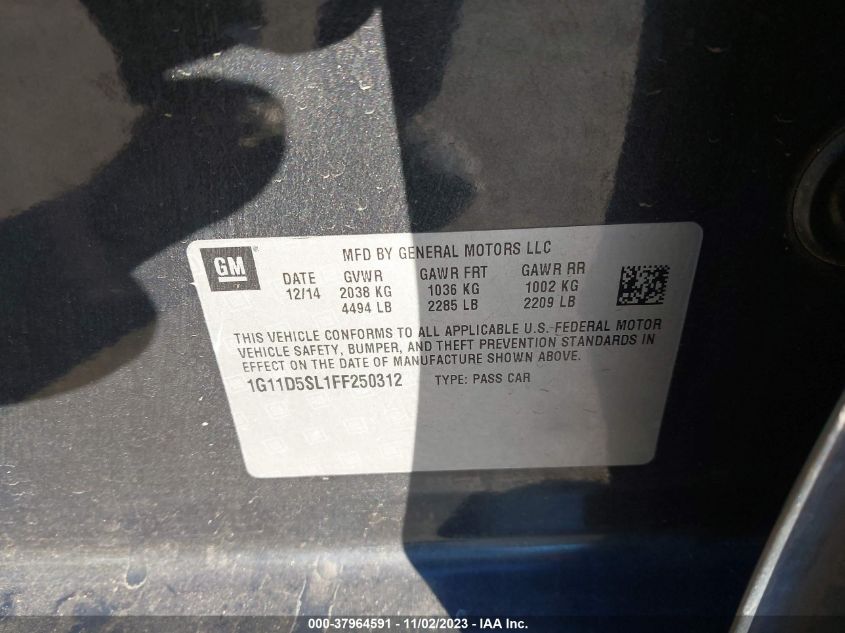 GM
MFD BY GENERAL MOTORS LLC
DATE GVWR GAWR FRT GAWR RR
12/14 2038 KG 1036 KG 1002 KG
4494 LB 2285 LB 2209 LB
THIS VEHICLE CONFORMS TO ALL APPLICABLE U.S.-FEDERAL MOTOR
VEHICLE SAFETY, BUMPER, AND THEFT PREVENTION STANDARDS IN
EFFECT ON THE DATE OF MANUFACTURE SHOWN ABOVE.
1G11D5SL1FF250312 TYPE: PASS CAR
000-37964591 - 11/02/2023 - IAA Inc.